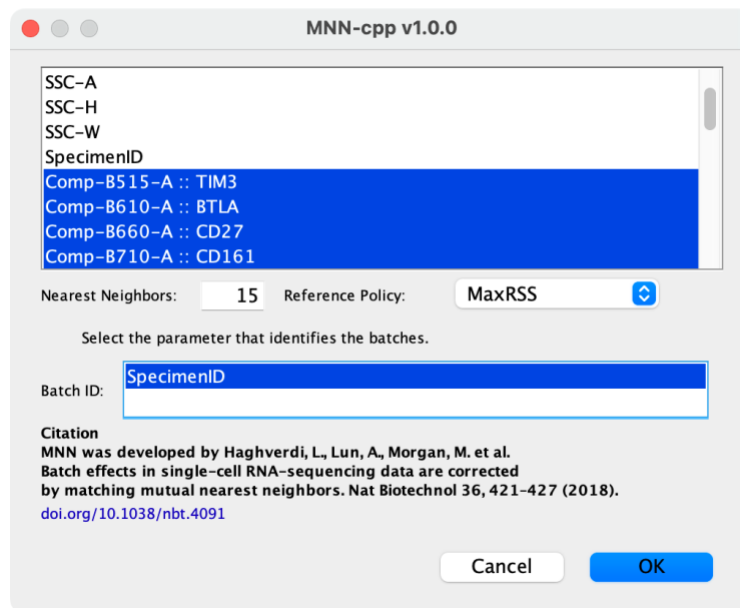 MNN-cpp v1.0.0
SSC-A
SSC-H
SSC-W
SpecimenID
Comp-B515-A :: TIM3
Comp-B610-A :: BTLA
Comp-B660-A :: CD27
Comp-B710-A :: CD161
Nearest Neighbors: 15 Reference Policy: MaxRSS
Select the parameter that identifies the batches.
Batch ID: SpecimenID
Citation
MNN was developed by Haghverdi, L., Lun, A., Morgan, M. et al.
Batch effects in single-cell RNA-sequencing data are corrected
by matching mutual nearest neighbors. Nat Biotechnol 36, 421-427 (2018).
doi.org/10.1038/nbt.4091
Cancel OK